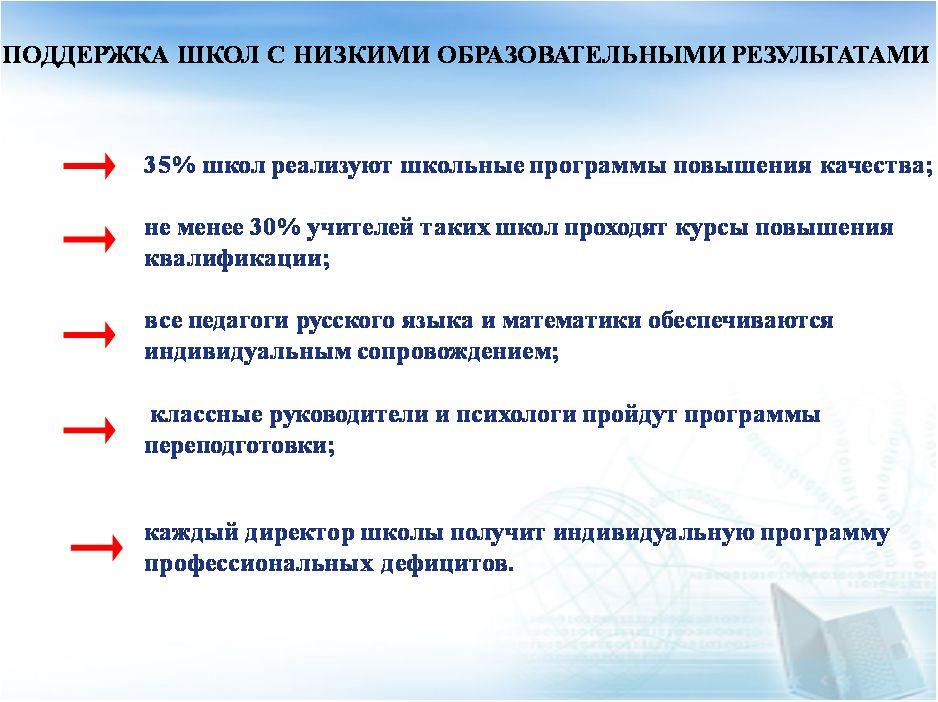 ПОДДЕРЖКА ШКОЛ С НИЗКИМИ ОБРАЗОВАТЕЛЬНЫМИ РЕЗУЛЬТАТАМИ
35% школ реализуют школьные программы повышения качества;
не менее 30% учителей таких школ проходят курсы повышения
квалификации;
все педагоги русского языка и математики обеспечиваются
индивидуальным сопровождением;
классные руководители и психологи пройдут программы
переподготовки;
каждый директор школы получит индивидуальную программу
профессиональных дефицитов.